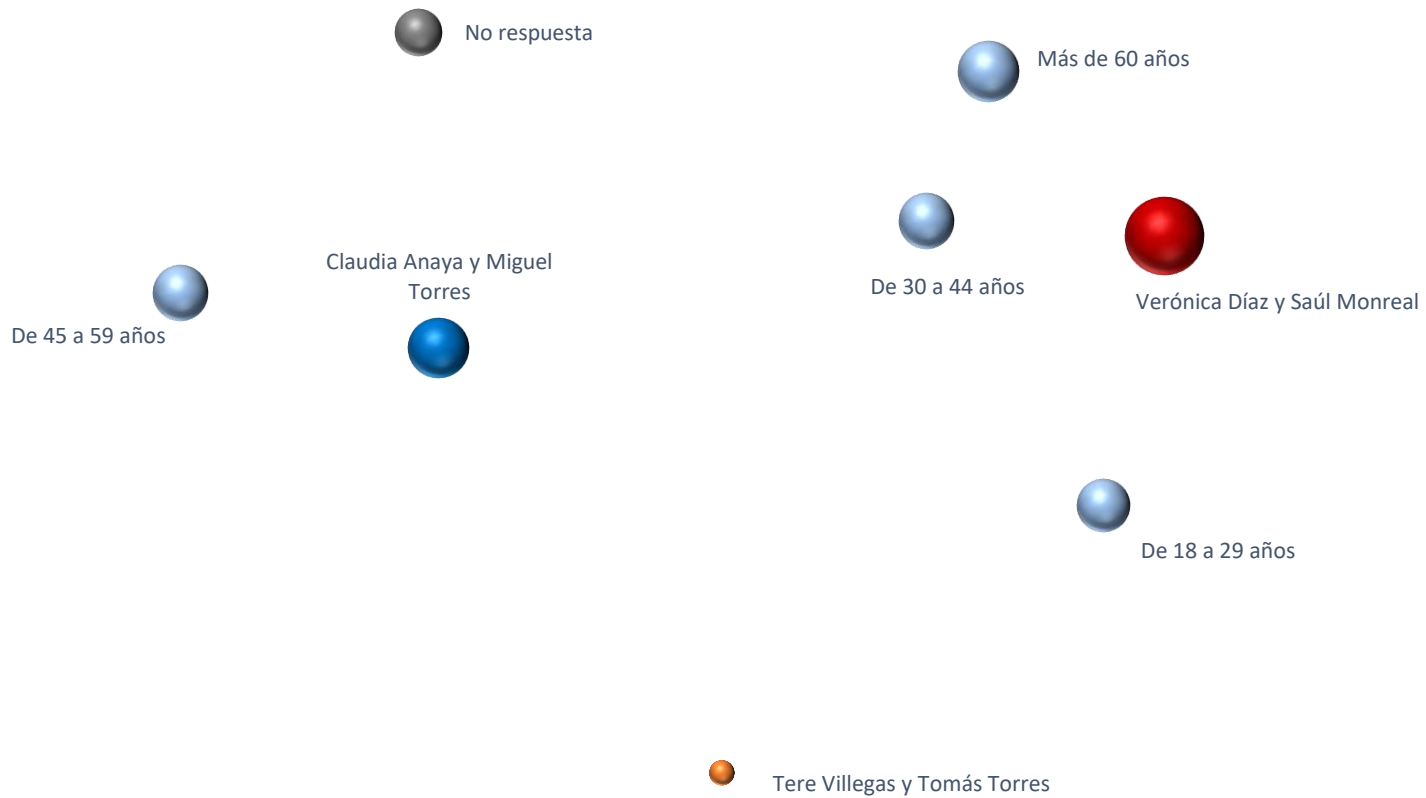 No respuesta
Más de 60 años
Claudia Anaya y Miguel
Torres
De 30 a 44 años
Verónica Díaz y Saúl Monreal
De 45 a 59 años
De 18 a 29 años
Tere Villegas y Tomás Torres